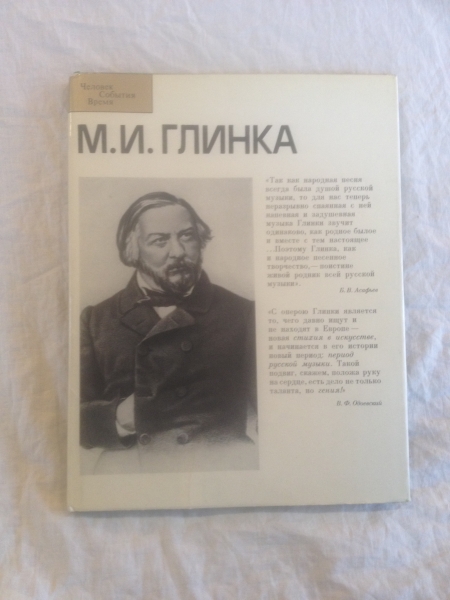 Человек
События
Время
М.И. ГЛИНКА
«Так как народная песня
всегда была душой русской
музыки, то для нас теперь
неразрывно спаянная с ней
напевная и задушевная
музыка Глинки звучит
одинаково, как родное былое
и вместе с тем настоящее
...Поэтому Глинка, как
и народное песенное
творчество,— поистине
живой родник всей русской
музыки».
Б. В. Асафьев
«С оперою Глинки является
то, чего давно ищут и
не находят в Европе —
новая стихия в искусстве,
и начинается в его истории
новый период: период
русской музыки. Такой
подвиг, скажем, положа руку
на сердце, есть дело не только
таланта, но гения!»
В. Ф. Одоевский